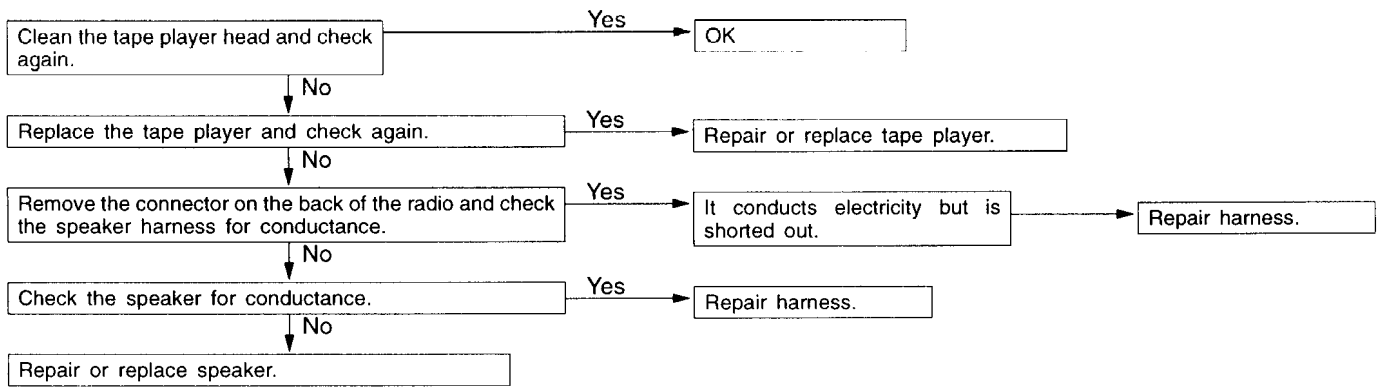 Clean the tape player head and check
again.
Yes
OK
No
Replace the tape player and check again.
Yes
Repair or replace tape player.
No
Remove the connector on the back of the radio and check
the speaker harness for conductance.
Yes
It conducts electricity but is
shorted out.
Repair harness.
No
Check the speaker for conductance.
Yes
Repair harness.
No
Repair or replace speaker.